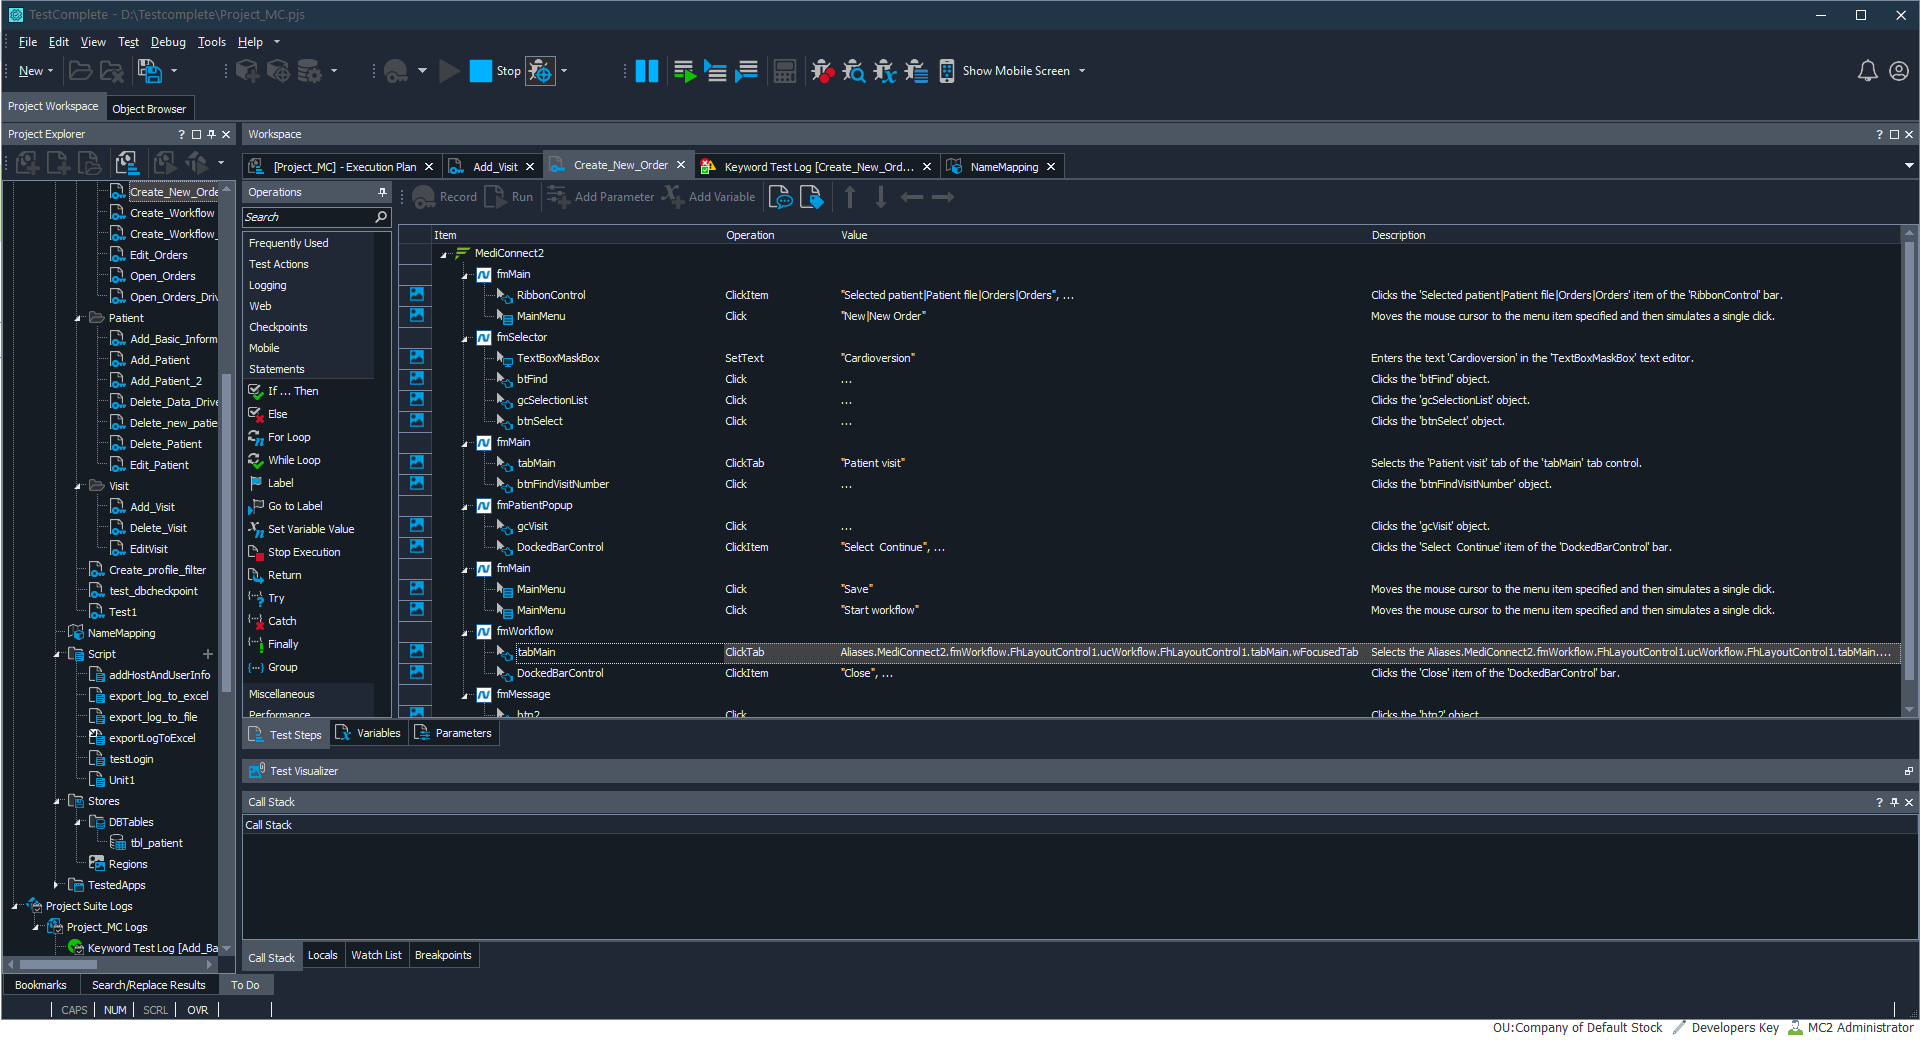 TestComplete - D:\Testcomplete\Project_MC.pjs
File Edit View Test Debug Tools Help
New Stop Show Mobile Screen
Project Workspace Object Browser
Project Explorer ?
Workspace ?
[Project_MC] - Execution Plan Add_Visit Create_New_Order Keyword Test Log [Create_New_Ord... NameMapping
Create_New_Orde
Create_Workflow
Create_Workflow_
Edit_Orders
Open_Orders
Open_Orders_Driv
Patient
Add_Basic_Inform
Add_Patient
Add_Patient_2
Delete_Data_Drive
Delete_new_patie
Delete_Patient
Edit_Patient
Visit
Add_Visit
Delete_Visit
EditVisit
Create_profile_filter
test_dbcheckpoint
Test1
NameMapping
Script
addHostAndUserInfo
export_log_to_excel
export_log_to_file
exportLogToExcel
testLogin
Unit1
Stores
DBTables
tbl_patient
Regions
TestedApps
Project Suite Logs
Project_MC Logs
Keyword Test Log [Add_Ba
Operations
Search
Frequently Used
Test Actions
Logging
Web
Checkpoints
Mobile
Statements
If ... Then
Else
For Loop
While Loop
Label
Go to Label
Set Variable Value
Stop Execution
Return
Try
Catch
Finally
Group
Miscellaneous
Performance
Record Run Add Parameter Add Variable
Item Operation Value Description
MediConnect2
fmMain
RibbonControl ClickItem "Selected patient|Patient file|Orders|Orders", ... Clicks the 'Selected patient|Patient file|Orders|Orders' item of the 'RibbonControl' bar.
MainMenu Click "New|New Order" Moves the mouse cursor to the menu item specified and then simulates a single click.
fmSelector
TextBoxMaskBox SetText "Cardioversion" Enters the text 'Cardioversion' in the 'TextBoxMaskBox' text editor.
btFind Click ... Clicks the 'btFind' object.
gcSelectionList Click ... Clicks the 'gcSelectionList' object.
btnSelect Click ... Clicks the 'btnSelect' object.
fmMain
tabMain ClickTab "Patient visit" Selects the 'Patient visit' tab of the 'tabMain' tab control.
btnFindVisitNumber Click ... Clicks the 'btnFindVisitNumber' object.
fmPatientPopup
gcVisit Click ... Clicks the 'gcVisit' object.
DockedBarControl ClickItem "Select  Continue", ... Clicks the 'Select  Continue' item of the 'DockedBarControl' bar.
fmMain
MainMenu Click "Save" Moves the mouse cursor to the menu item specified and then simulates a single click.
MainMenu Click "Start workflow" Moves the mouse cursor to the menu item specified and then simulates a single click.
fmWorkflow
tabMain ClickTab Aliases.MediConnect2.fmWorkflow.FhLayoutControl1.ucWorkflow.FhLayoutControl1.tabMain.wFocusedTab Selects the Aliases.MediConnect2.fmWorkflow.FhLayoutControl1.ucWorkflow.FhLayoutControl1.tabMain....
DockedBarControl ClickItem "Close", ... Clicks the 'Close' item of the 'DockedBarControl' bar.
fmMessage
btn2 Click Clicks the 'btn2' object
Test Steps Variables Parameters
Test Visualizer
Call Stack ?
Call Stack
Call Stack Locals Watch List Breakpoints
Bookmarks Search/Replace Results To Do
CAPS NUM SCRL OVR
OU:Company of Default Stock Developers Key MC2 Administrator